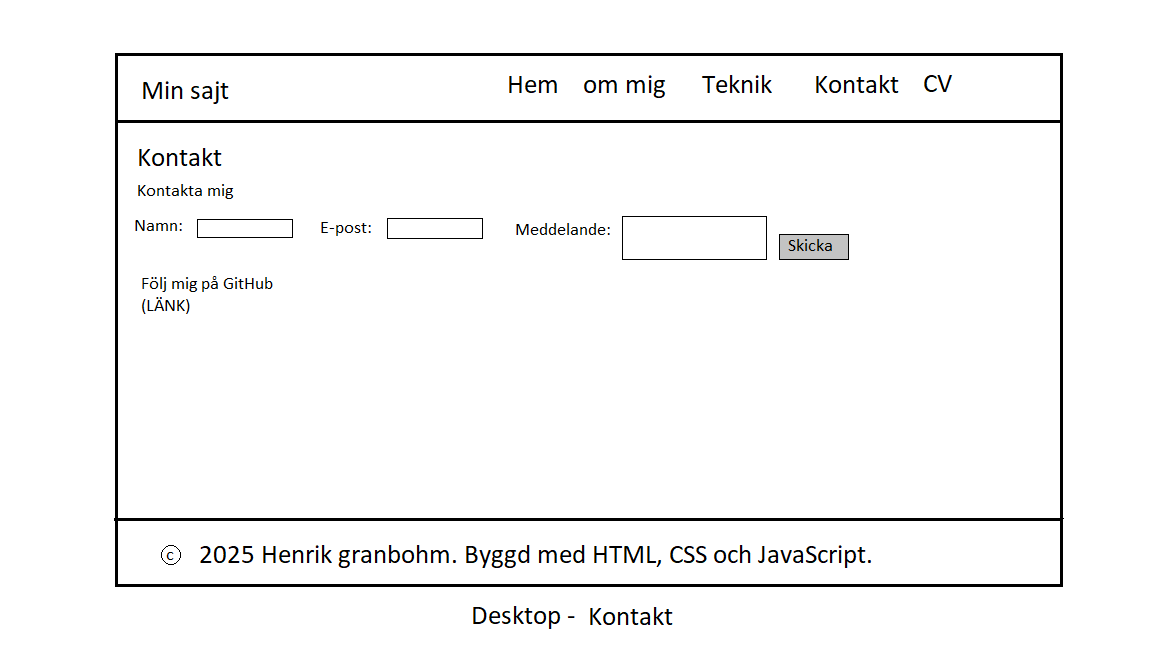 Min sajt
Hem om mig Teknik Kontakt CV
Kontakt
Kontakta mig
Namn: E-post: Meddelande: Skicka
Följ mig på GitHub
(LÄNK)
© 2025 Henrik granbohm. Byggd med HTML, CSS och JavaScript.
Desktop - Kontakt